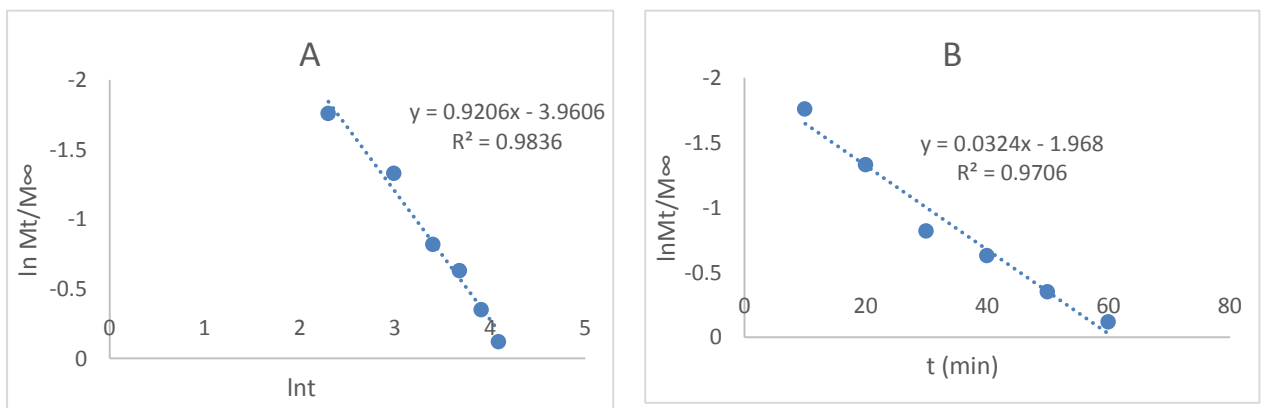 A
-2
-1.5
-1
-0.5
0
0 1 2 3 4 5
ln Mt/M∞
lnt
y = 0.9206x - 3.9606
R² = 0.9836
B
-2
-1.5
-1
-0.5
0
0 20 40 60 80
lnMt/M∞
t (min)
y = 0.0324x - 1.968
R² = 0.9706